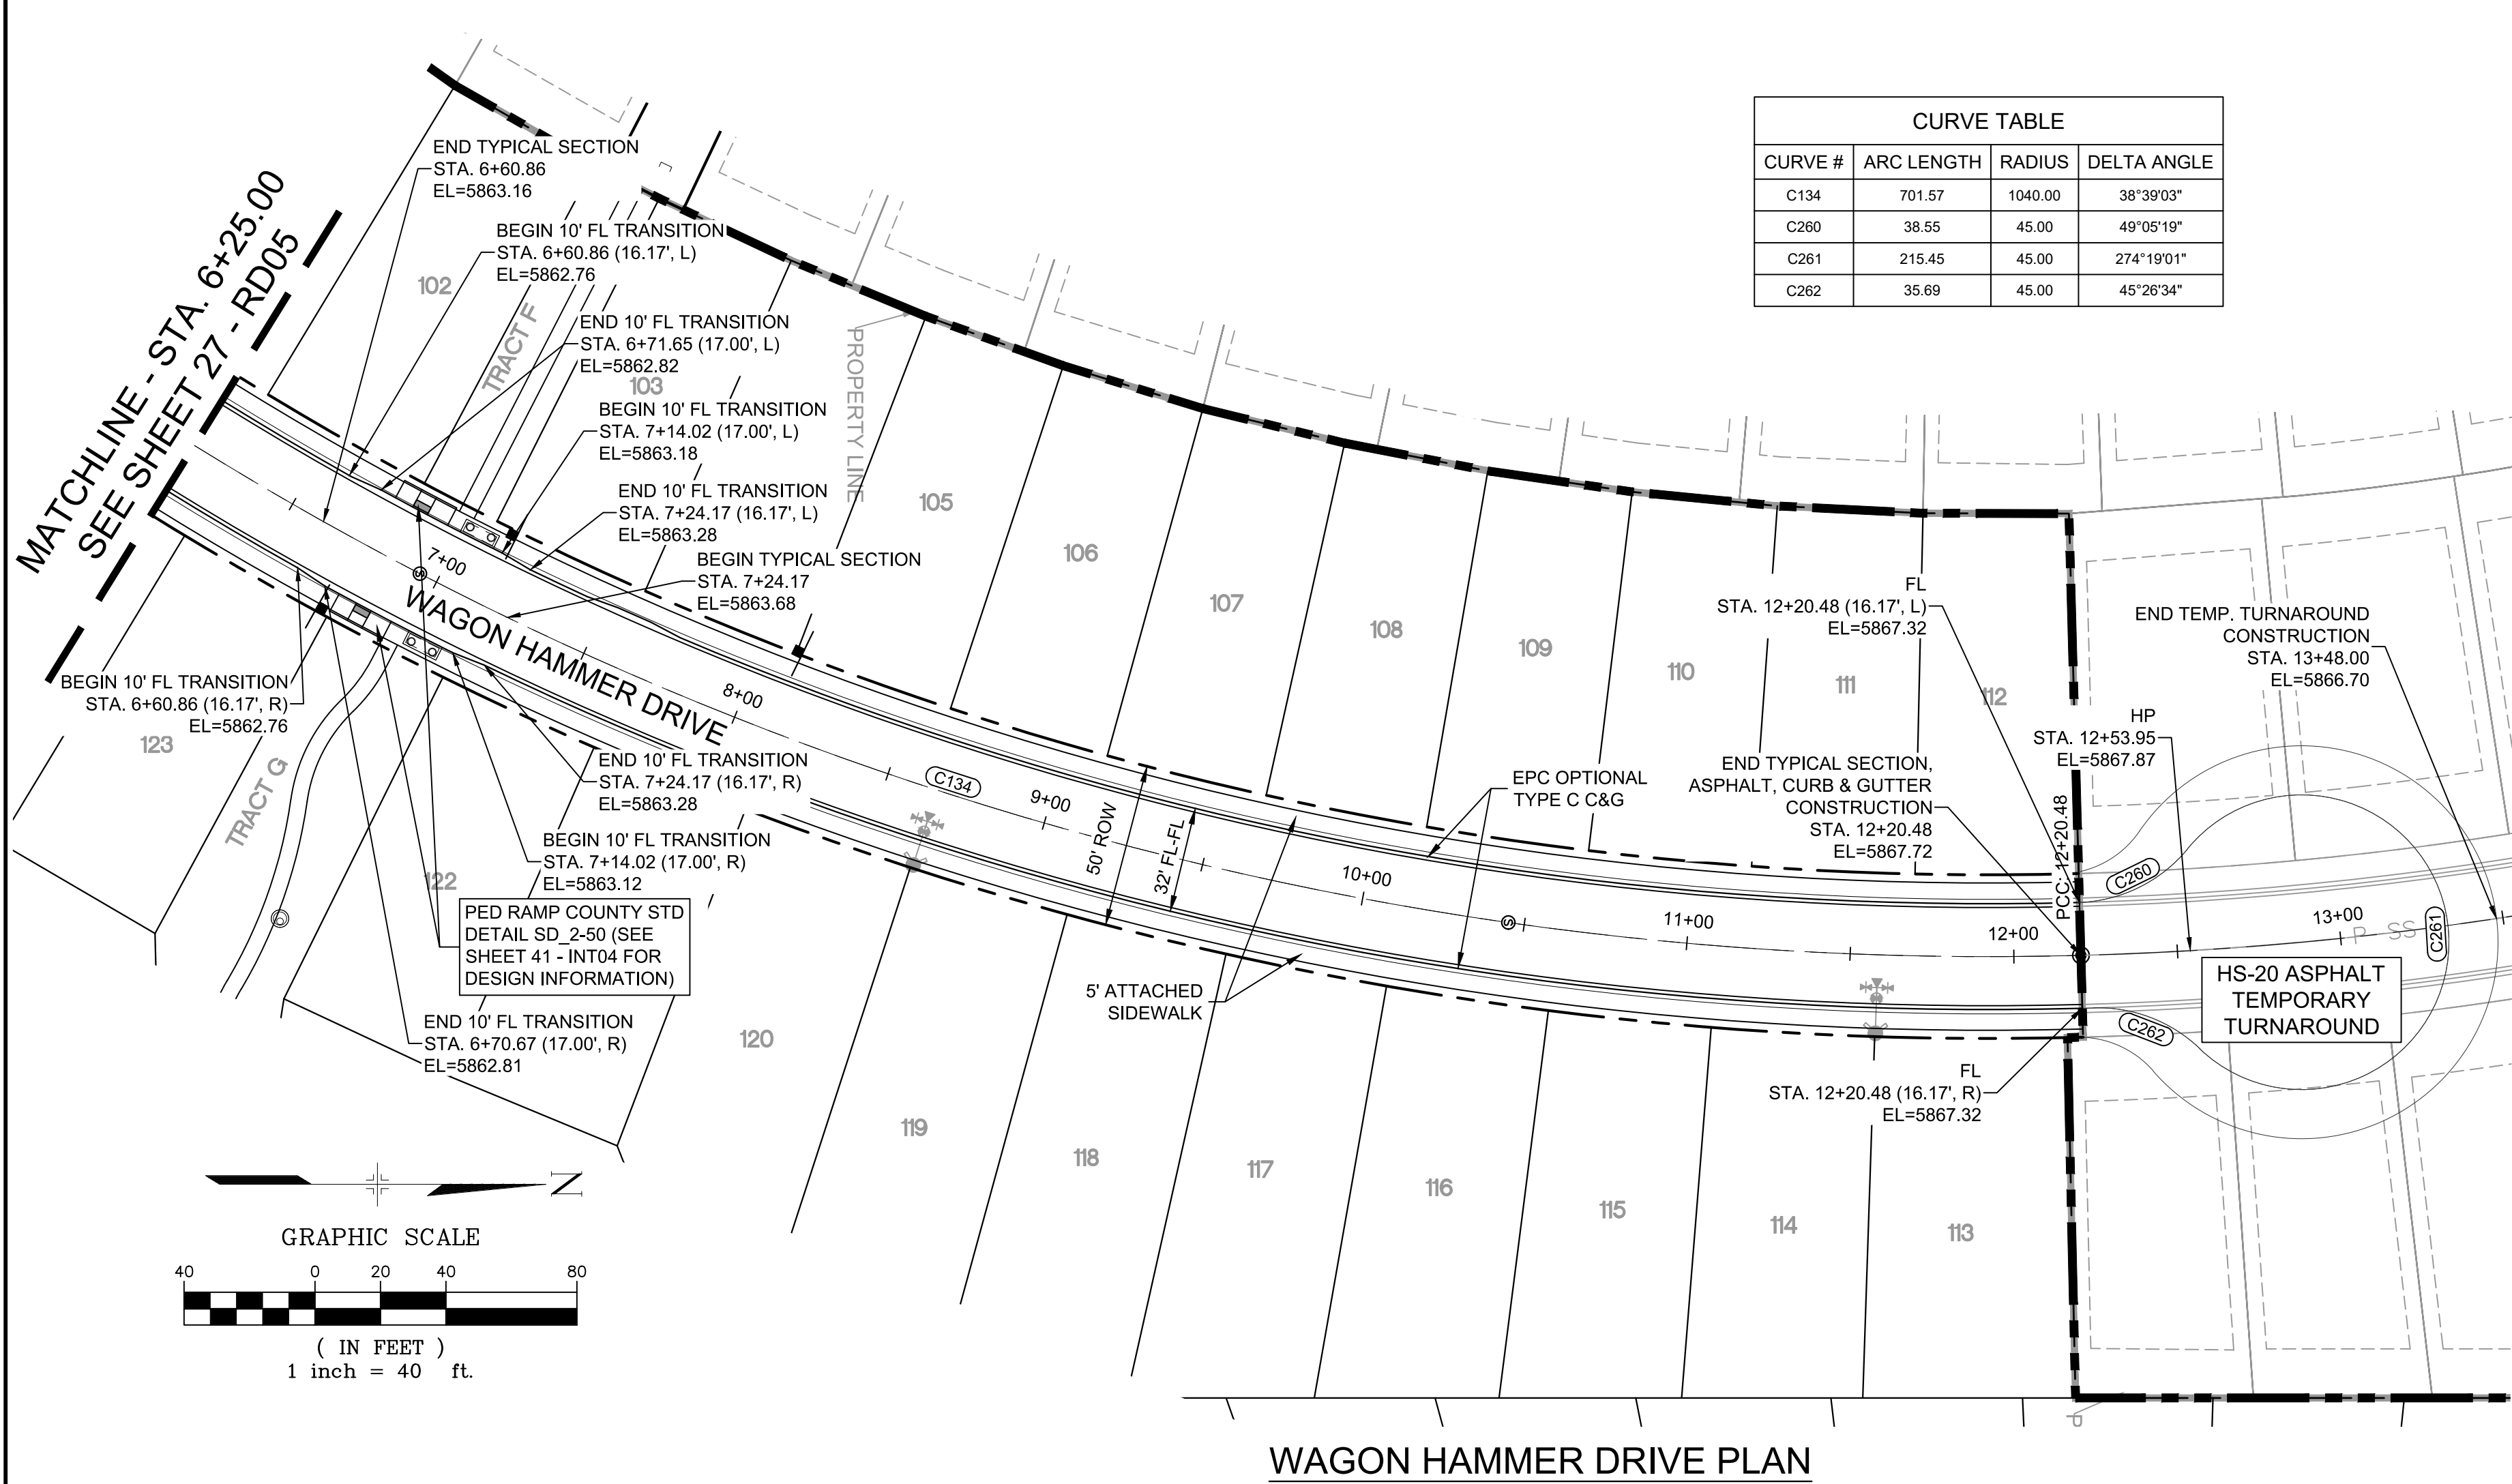 CURVE TABLE
CURVE # ARC LENGTH RADIUS DELTA ANGLE
C134 701.57 1040.00 38°39'03"
C260 38.55 45.00 49°05'19"
C261 215.45 45.00 274°19'01"
C262 35.69 45.00 45°26'34"
MATCHLINE - STA. 6+25.00
SEE SHEET 27 - RD05
END TYPICAL SECTION
STA. 6+60.86
EL=5863.16
BEGIN 10' FL TRANSITION
STA. 6+60.86 (16.17', L)
EL=5862.76
102
TRACT F
END 10' FL TRANSITION
STA. 6+71.65 (17.00', L)
EL=5862.82
103
BEGIN 10' FL TRANSITION
STA. 7+14.02 (17.00', L)
EL=5863.18
PROPERTY LINE
END 10' FL TRANSITION
STA. 7+24.17 (16.17', L)
EL=5863.28
BEGIN TYPICAL SECTION
STA. 7+24.17
EL=5863.68
105
106
107
108
109
110
111
112
FL
STA. 12+20.48 (16.17', L)
EL=5867.32
END TEMP. TURNAROUND
CONSTRUCTION
STA. 13+48.00
EL=5866.70
HP
STA. 12+53.95
EL=5867.87
END TYPICAL SECTION,
ASPHALT, CURB & GUTTER
CONSTRUCTION
STA. 12+20.48
EL=5867.72
PCC: 12+20.48
EPC OPTIONAL
TYPE C C&G
S
7+00
WAGON HAMMER DRIVE
8+00
C134
9+00
50' ROW
32' FL-FL
10+00
S
11+00
12+00
13+00
P SS
C260
C261
C262
HS-20 ASPHALT
TEMPORARY
TURNAROUND
BEGIN 10' FL TRANSITION
STA. 6+60.86 (16.17', R)
EL=5862.76
123
TRACT G
END 10' FL TRANSITION
STA. 7+24.17 (16.17', R)
EL=5863.28
BEGIN 10' FL TRANSITION
STA. 7+14.02 (17.00', R)
EL=5863.12
122
PED RAMP COUNTY STD
DETAIL SD_2-50 (SEE
SHEET 41 - INT04 FOR
DESIGN INFORMATION)
END 10' FL TRANSITION
STA. 6+70.67 (17.00', R)
EL=5862.81
5' ATTACHED
SIDEWALK
FL
STA. 12+20.48 (16.17', R)
EL=5867.32
120
119
118
117
116
115
114
113
N
GRAPHIC SCALE
40 0 20 40 80
( IN FEET )
1 inch = 40 ft.
P
WAGON HAMMER DRIVE PLAN